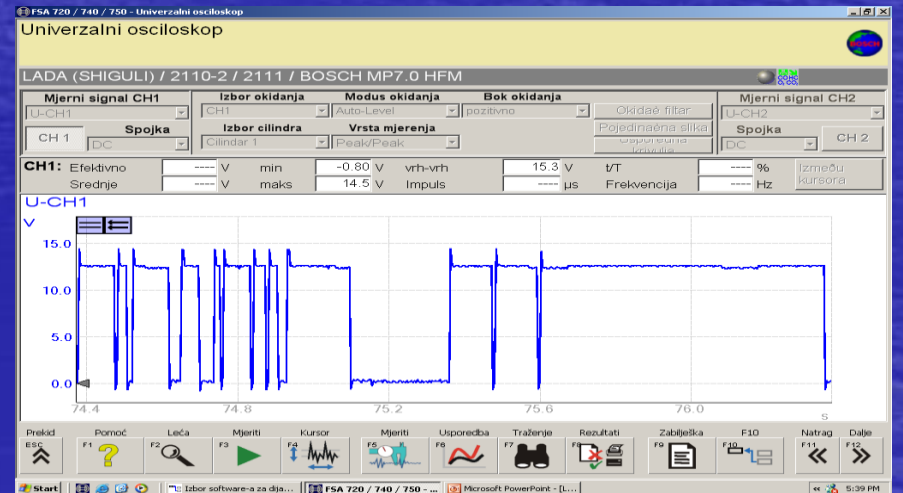 FSA 720 / 740 / 750 - Univerzalni osciloskop
Univerzalni osciloskop
BOSCH
LADA (SHIGULI) / 2110-2 / 2111 / BOSCH MP7.0 HFM
Mjerni signal CH1 Izbor okidanja Modus okidanja Bok okidanja Mjerni signal CH2
U-CH1 CH1 Auto-Level pozitivno Okidaè filtar U-CH2
Spojka Izbor cilindra Vrsta mjerenja Pojedinaèna slika Spojka
CH 1 DC Cilindar 1 Peak/Peak Usporedna krivulja DC CH 2
CH1: Efektivno ---- V min -0.80 V vrh-vrh 15.3 V t/T ---- % Između
Srednje ---- V maks 14.5 V Impuls ---- µs Frekvencija ---- Hz kursora
U-CH1
V
15.0
10.0
5.0
0.0
74.4 74.8 75.2 75.6 76.0
s
Prekid Pomoć Leća Mjeriti Kursor Mjeriti Usporedba Traženje Rezultati Zabilješka F10 Natrag Dalje
ESC F1 F2 F3 F4 F5 F6 F7 F8 F9 F10 F11 F12
Start Izbor software-a za dija... FSA 720 / 740 / 750 - ... Microsoft PowerPoint - [L... 5:39 PM